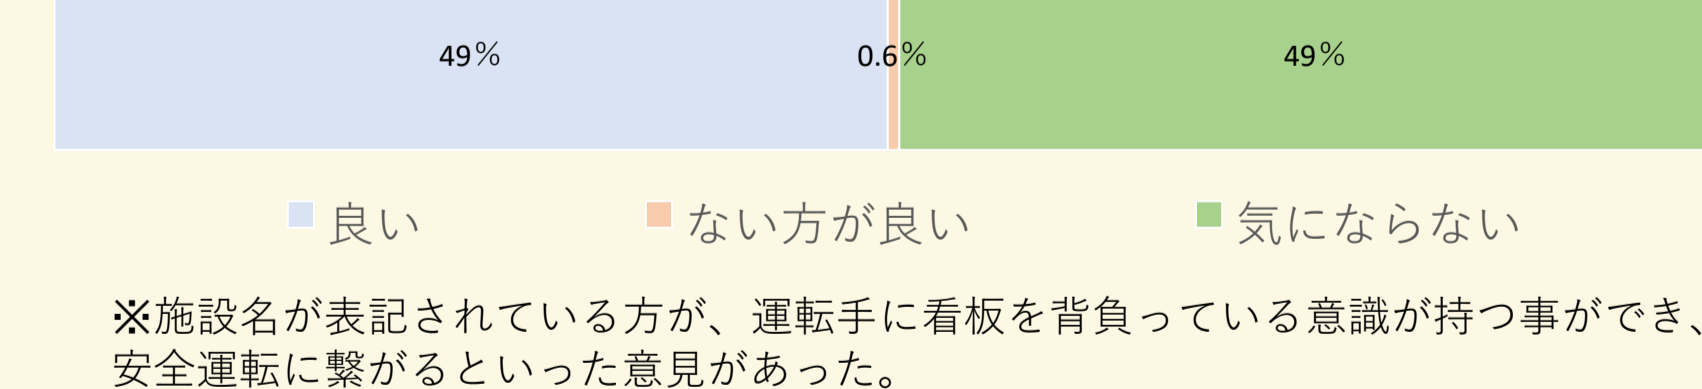 49% 0.6% 49%
良い ない方が良い 気にならない
※施設名が表記されている方が、運転手に看板を背負っている意識が持つ事ができ、
安全運転に繋がるといった意見があった。